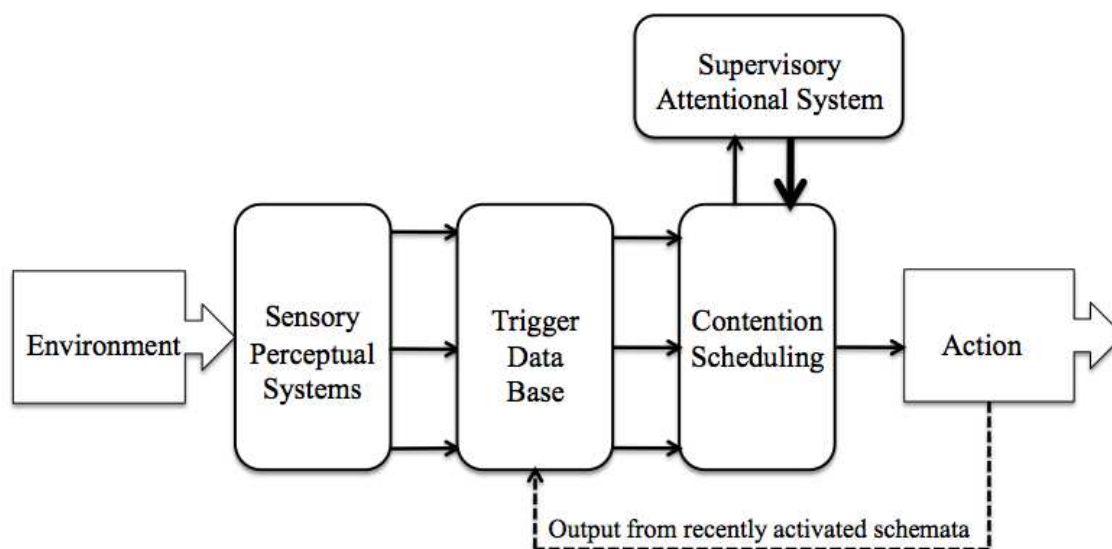 Supervisory
Attentional System
Environment
Sensory
Perceptual
Systems
Trigger
Data
Base
Contention
Scheduling
Action
Output from recently activated schemata